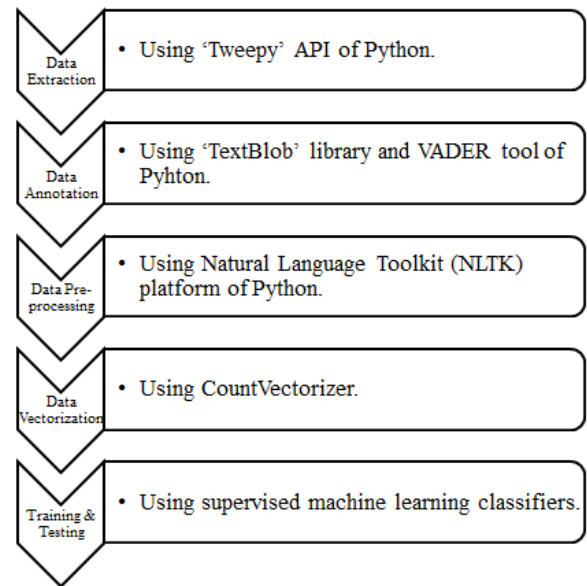 Data
Extraction
• Using ‘Tweepy’ API of Python.
Data
Annotation
• Using ‘TextBlob’ library and VADER tool of
Pyhton.
Data Pre-
processing
• Using Natural Language Toolkit (NLTK)
platform of Python.
Data
Vectorization
• Using CountVectorizer.
Training &
Testing
• Using supervised machine learning classifiers.